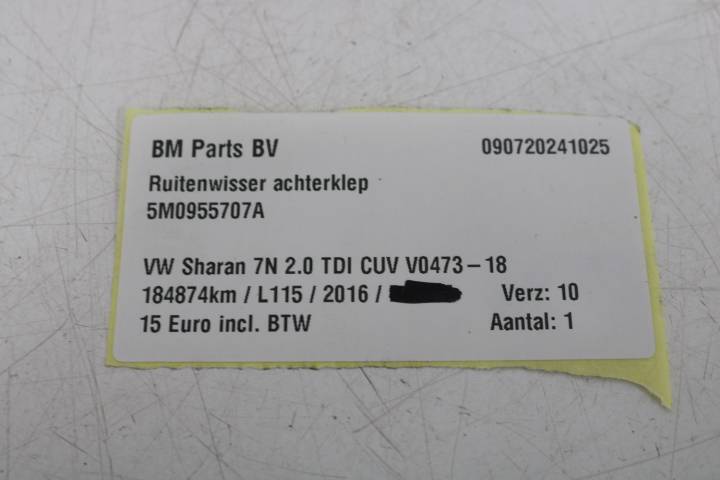 BM Parts BV 090720241025
Ruitenwisser achterklep
5M0955707A
VW Sharan 7N 2.0 TDI CUV V0473-18
184874km / L115 / 2016 / Verz: 10
15 Euro incl. BTW Aantal: 1